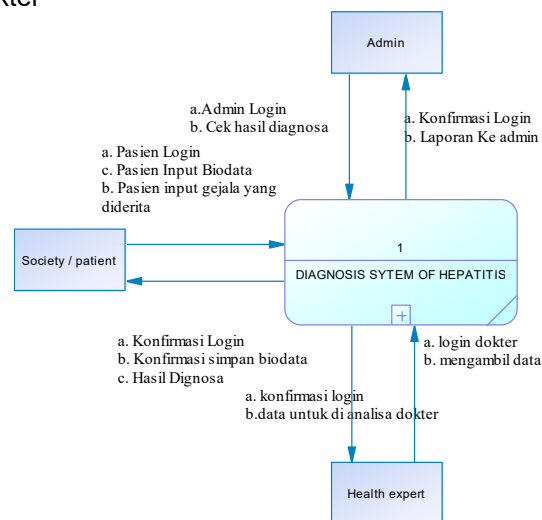 Admin
a.Admin Login
b. Cek hasil diagnosa
a. Konfirmasi Login
b. Laporan Ke admin
a. Pasien Login
c. Pasien Input Biodata
b. Pasien input gejala yang
diderita
Society / patient
1
DIAGNOSIS SYTEM OF HEPATITIS
a. Konfirmasi Login
b. Konfirmasi simpan biodata
c. Hasil Dignosa
a. login dokter
b. mengambil data
a. konfirmasi login
b.data untuk di analisa dokter
Health expert